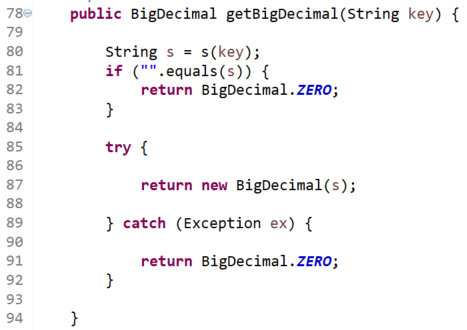 78 public BigDecimal getBigDecimal(String key) {
79
80 String s = s(key);
81 if ("".equals(s)) {
82 return BigDecimal.ZERO;
83 }
84
85 try {
86
87 return new BigDecimal(s);
88
89 } catch (Exception ex) {
90
91 return BigDecimal.ZERO;
92 }
93
94 }